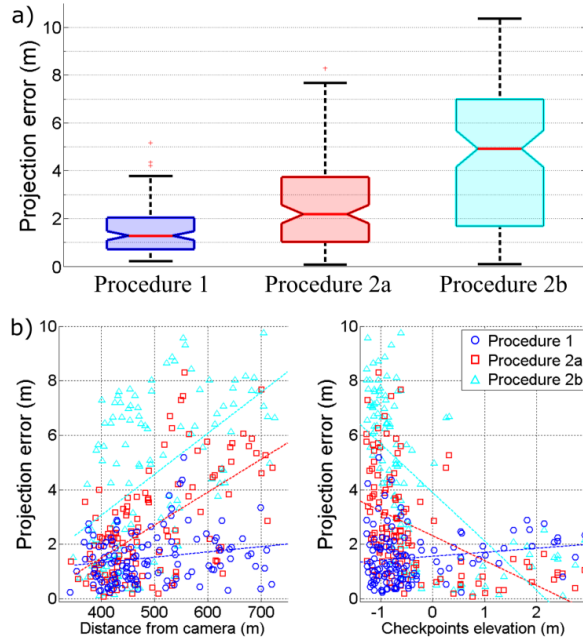 a)
Projection error (m)
10
8
6
4
2
0
Procedure 1
Procedure 2a
Procedure 2b
b)
Projection error (m)
10
8
6
4
2
0
400
500
600
700
Distance from camera (m)
Projection error (m)
10
8
6
4
2
0
-1
0
1
2
Checkpoints elevation (m)
Procedure 1
Procedure 2a
Procedure 2b